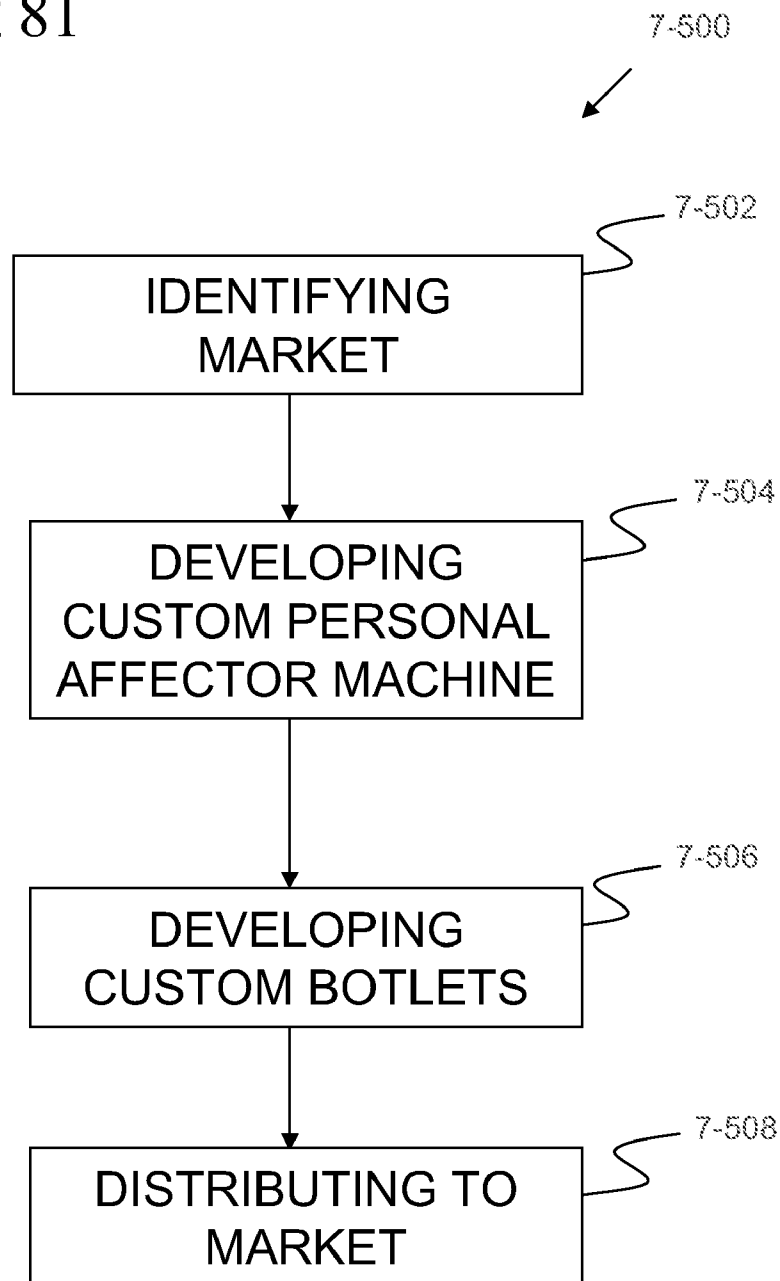 81
7-500
7-502
IDENTIFYING
MARKET
7-504
DEVELOPING
CUSTOM PERSONAL
AFFECTOR MACHINE
7-506
DEVELOPING
CUSTOM BOTLETS
7-508
DISTRIBUTING TO
MARKET